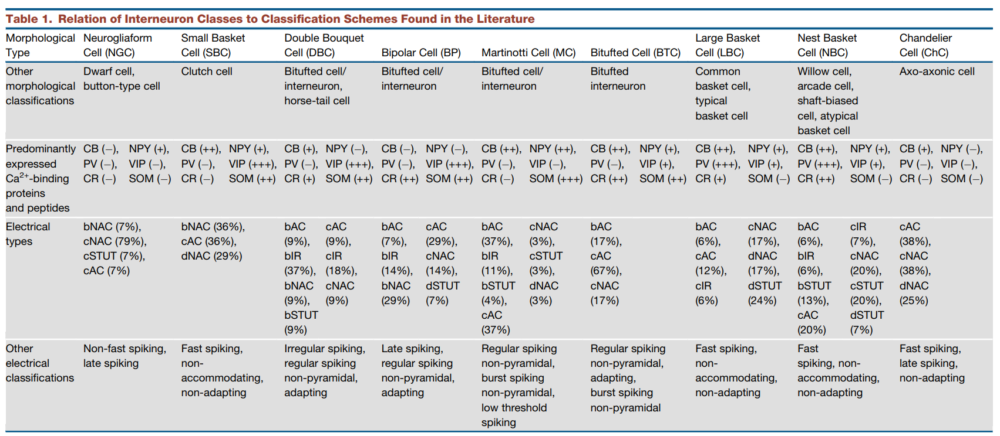 Table 1. Relation of Interneuron Classes to Classification Schemes Found in the Literature
Morphological Neurogliaform Small Basket Double Bouquet Large Basket Nest Basket Chandelier
Type Cell (NGC) Cell (SBC) Cell (DBC) Bipolar Cell (BP) Martinotti Cell (MC) Bitufted Cell (BTC) Cell (LBC) Cell (NBC) Cell (ChC)
Other Dwarf cell, Clutch cell Bitufted cell/ Bitufted cell/ Bitufted cell/ Bitufted Common Willow cell, Axo-axonic cell
morphological button-type cell interneuron, interneuron interneuron interneuron basket cell, arcade cell,
classifications horse-tail cell typical shaft-biased
basket cell cell, atypical
basket cell
Predominantly CB (−), NPY (+), CB (++), NPY (+), CB (+), NPY (−), CB (−), NPY (−), CB (++), NPY (++), CB (++), NPY (+), CB (++), NPY (+), CB (++), NPY (+), CB (+), NPY (−),
expressed PV (−), VIP (−), PV (−), VIP (+++), PV (−), VIP (+++), PV (−), VIP (+++), PV (−), VIP (−), PV (−), VIP (+), PV (+++), VIP (+), PV (+++), VIP (+), PV (−), VIP (−),
Ca2+-binding CR (−) SOM (−) CR (−) SOM (++) CR (+) SOM (++) CR (++) SOM (++) CR (−) SOM (+++) CR (++) SOM (++) CR (+) SOM (−) CR (++) SOM (−) CR (−) SOM (−)
proteins
and peptides
Electrical bNAC (7%), bNAC (36%), bAC cAC bAC cAC bAC cNAC bAC bAC cNAC bAC cIR cAC
types cNAC (79%), cAC (36%), (9%), (9%), (7%), (29%), (37%), (3%), (17%), (6%), (17%), (6%), (7%), (38%),
cSTUT (7%), dNAC (29%) bIR cIR bIR cNAC bIR cSTUT cAC cAC dNAC bIR cNAC cNAC
cAC (7%) (37%), (18%), (14%), (14%), (11%), (3%), (67%), (12%), (17%), (6%), (20%), (38%),
bNAC cNAC bNAC dSTUT bSTUT dNAC cNAC cIR dSTUT bSTUT cSTUT dNAC
(9%), (9%) (29%) (7%) (4%), (3%) (17%) (6%) (24%) (13%), (20%), (25%)
bSTUT cAC cAC dSTUT
(9%) (37%) (20%) (7%)
Other Non-fast spiking, Fast spiking, Irregular spiking, Late spiking, Regular spiking Regular spiking Fast spiking, Fast Fast spiking,
electrical late spiking non- regular spiking regular spiking non-pyramidal, non-pyramidal, non- spiking, non- late spiking,
classifications accommodating, non-pyramidal, non-pyramidal, burst spiking adapting, accommodating, accommodating, non-adapting
non-adapting adapting adapting non-pyramidal, burst spiking non-adapting non-adapting
low threshold non-pyramidal
spiking